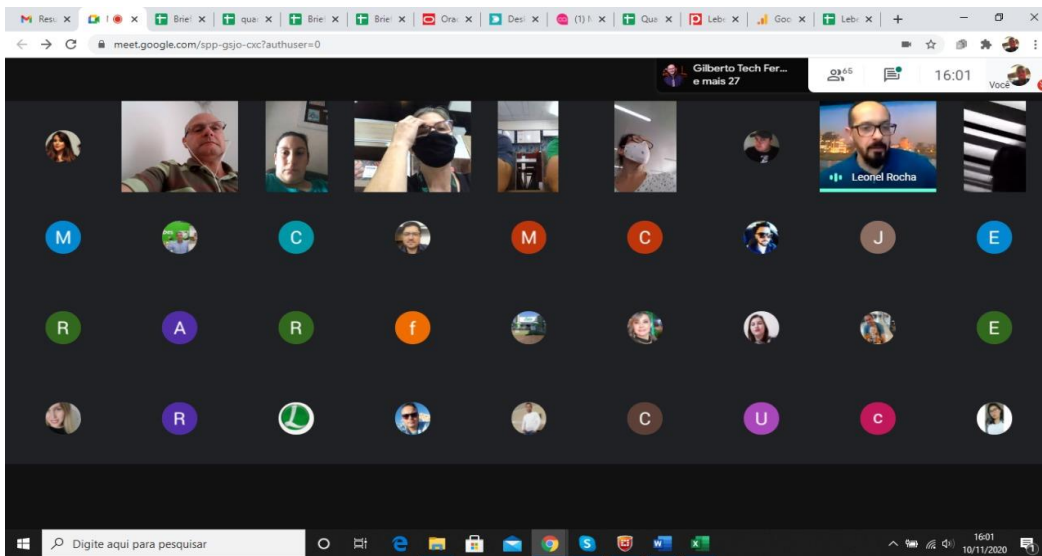 Resu
Brief
qua
Brief
Brief
Ora
Desi
(1)
Qua
Lebo
Goo
Lebo
meet.google.com/spp-gsjo-cxc?authuser=0
Gilberto Tech Fer...
e mais 27
65
16:01
Você
Leonel Rocha
M
C
M
C
J
E
R
A
R
f
E
R
C
U
c
Digite aqui para pesquisar
16:01
10/11/2020